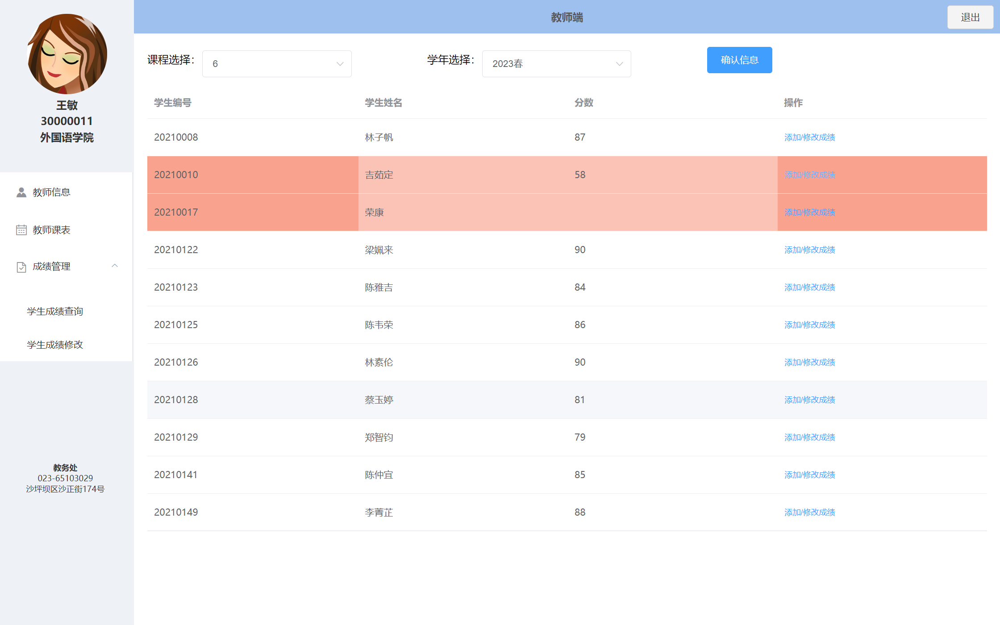 王敏
30000011
外国语学院
教师信息
教师课表
成绩管理
学生成绩查询
学生成绩修改
教务处
023-65103029
沙坪坝区沙正街174号
教师端
退出
课程选择： 6 学年选择： 2023春 确认信息
学生编号 学生姓名 分数 操作
20210008 林子帆 87 添加/修改成绩
20210010 吉茹定 58 添加/修改成绩
20210017 荣康 添加/修改成绩
20210122 梁姵来 90 添加/修改成绩
20210123 陈雅吉 84 添加/修改成绩
20210125 陈韦荣 86 添加/修改成绩
20210126 林素伦 90 添加/修改成绩
20210128 蔡玉婷 81 添加/修改成绩
20210129 郑智钧 79 添加/修改成绩
20210141 陈仲宜 85 添加/修改成绩
20210149 李菁芷 88 添加/修改成绩